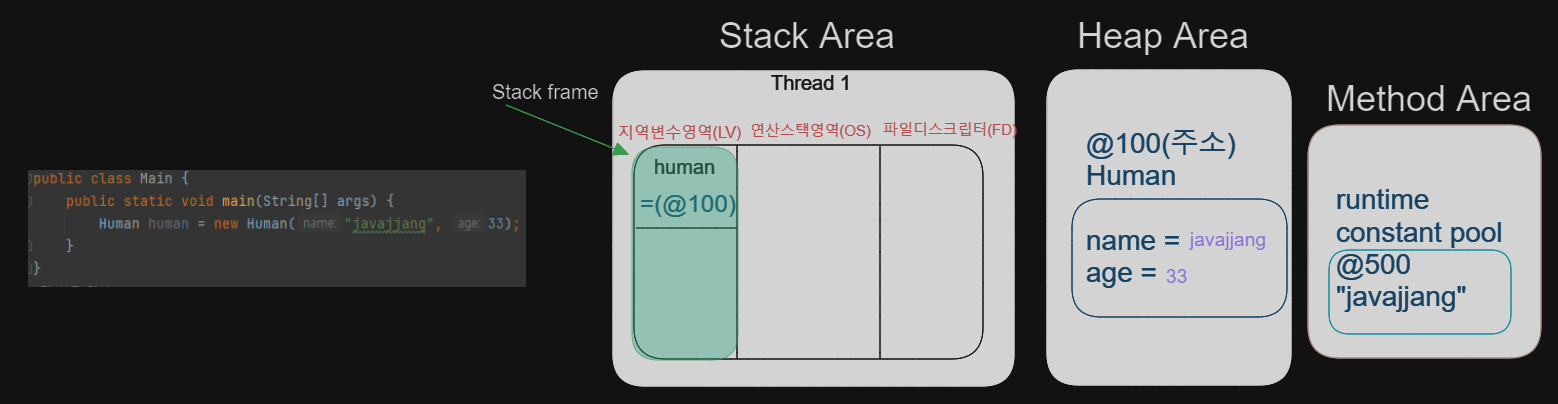 public class Main {
public static void main(String[] args) {
Human human = new Human( name: "javajjang", age: 33);
}
}
Stack Area
Thread 1
Stack frame
지역변수영역(LV) 연산스택영역(OS) 파일디스크립터(FD)
human
=(@100)
Heap Area
@100(주소)
Human
name = javajjang
age = 33
Method Area
runtime
constant pool
@500
"javajjang"